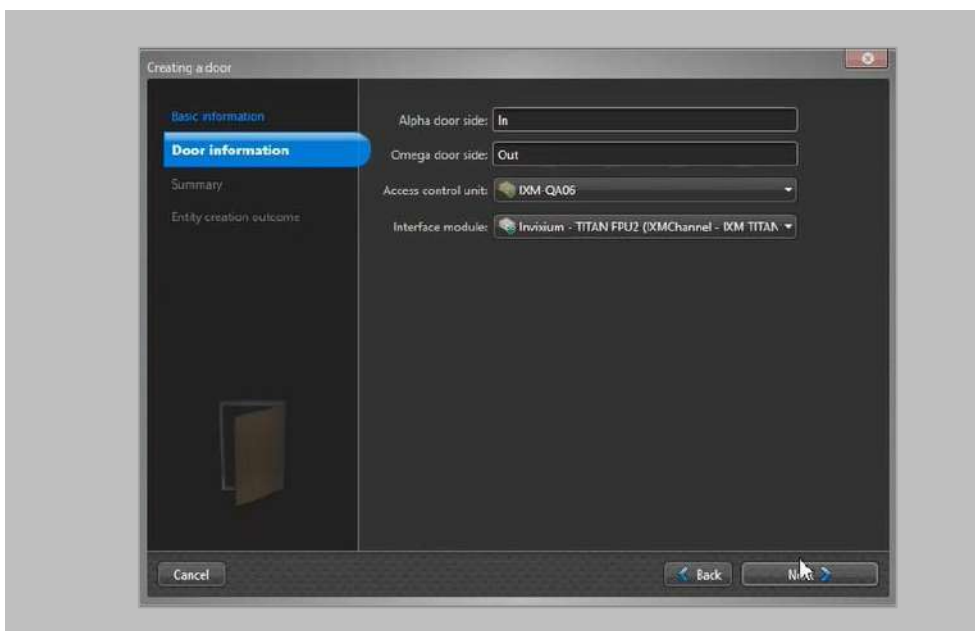 Creating a door
Basic information
Door information
Summary
Entity creation outcome
Alpha door side: In
Omega door side: Out
Access control unit: IXM-QA06
Interface module: Invixium - TITAN FPU2 (IXMChannel - IXM TITAN
Cancel
Back
Next